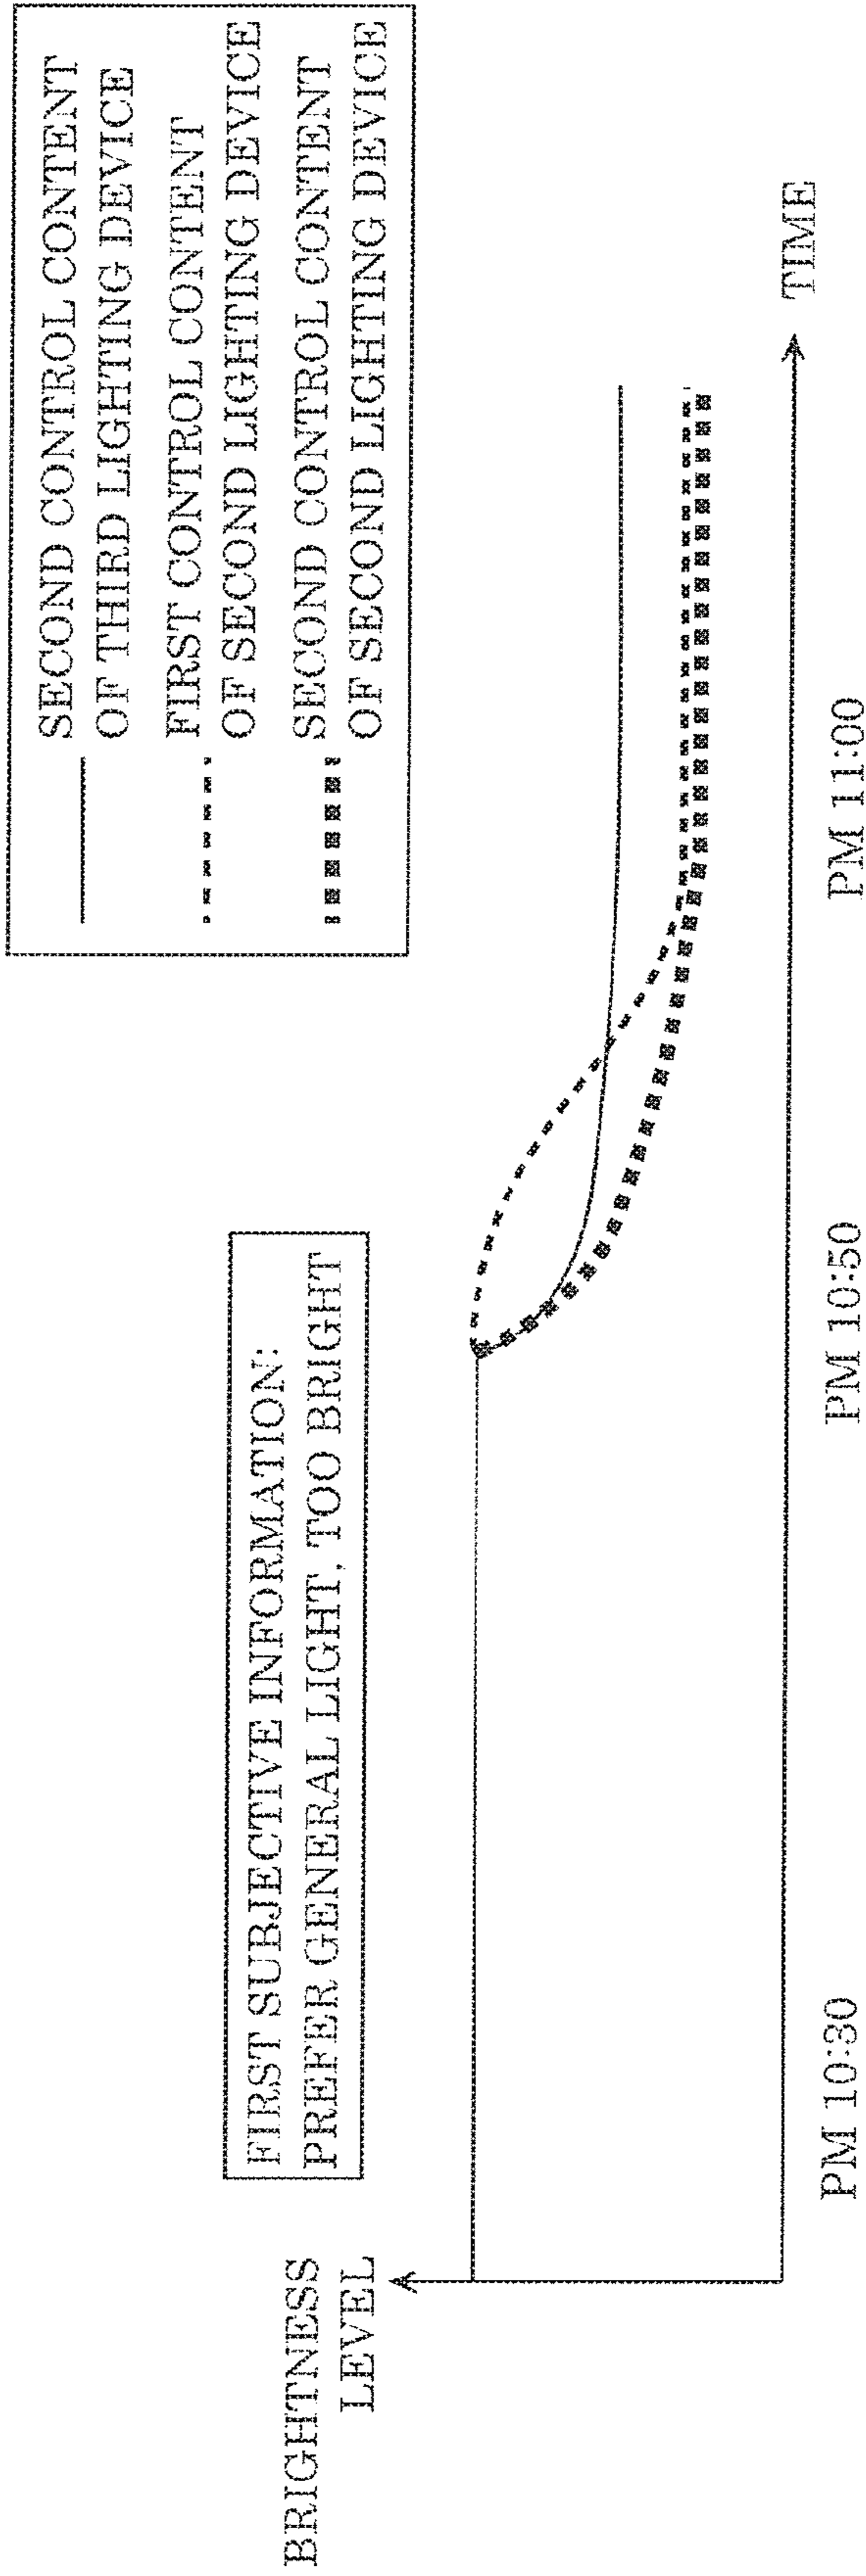 SECOND CONTROL CONTENT
OF THIRD LIGHTING DEVICE
FIRST CONTROL CONTENT
OF SECOND LIGHTING DEVICE
SECOND CONTROL CONTENT
OF SECOND LIGHTING DEVICE
FIRST SUBJECTIVE INFORMATION:
PREFER GENERAL LIGHT, TOO BRIGHT
BRIGHTNESS
LEVEL
TIME
PM 10:30
PM 10:50
PM 11:00